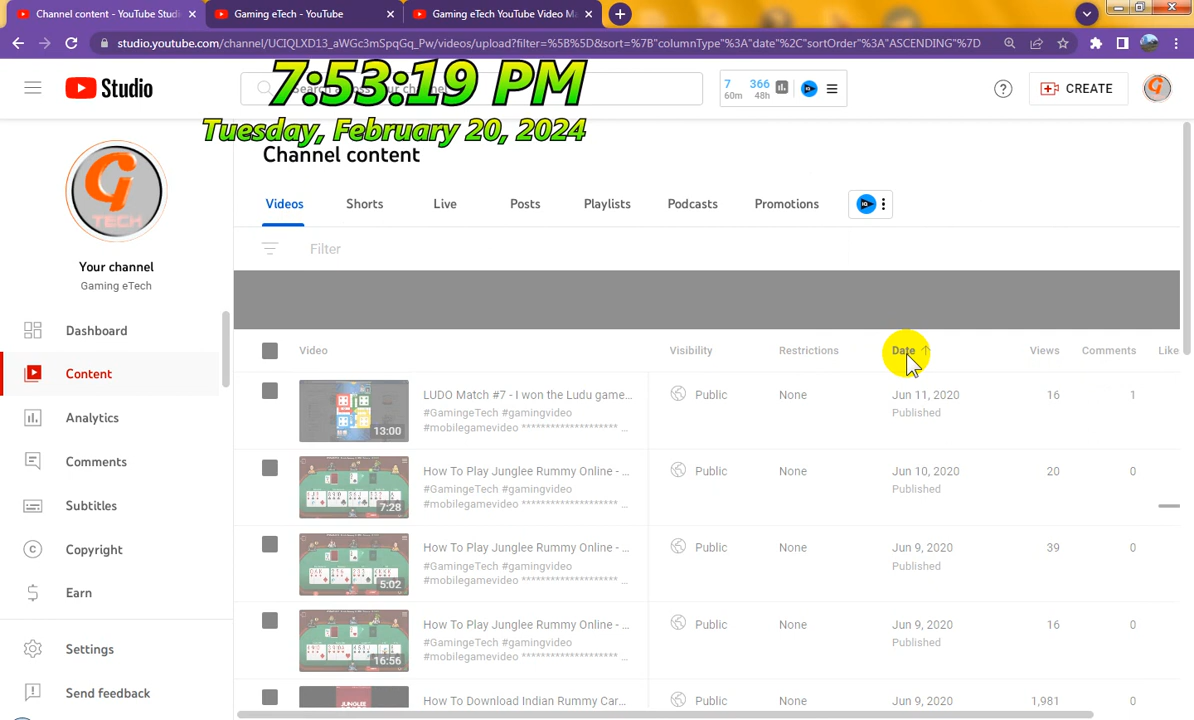 Channel content - YouTube Studi
Gaming eTech - YouTube
Gaming eTech YouTube Video Ma
studio.youtube.com/channel/UCIQLXD13_aWGc3mSpqGq_Pw/videos/upload?filter=%5B%5D&sort=%7B"columnType"%3A"date"%2C"sortOrder"%3A"ASCENDING"%7D
Studio
7:53:19 PM
Tuesday, February 20, 2024
7
60m
366
48h
CREATE
TECH
Your channel
Gaming eTech
Dashboard
Content
Analytics
Comments
Subtitles
Copyright
Earn
Settings
Send feedback
Channel content
Videos
Shorts
Live
Posts
Playlists
Podcasts
Promotions
Filter
Video
Visibility
Restrictions
Date
Views
Comments
Like
13:00
LUDO Match #7 - I won the Ludu game...
#GamingeTech #gamingvideo
#mobilegamevideo ******************** ...
Public
None
Jun 11, 2020
Published
16
1
7:28
How To Play Junglee Rummy Online - ...
#GamingeTech #gamingvideo
#mobilegamevideo ******************** ...
Public
None
Jun 10, 2020
Published
20
0
5:02
How To Play Junglee Rummy Online - ...
#GamingeTech #gamingvideo
#mobilegamevideo ******************** ...
Public
None
Jun 9, 2020
Published
39
0
16:56
How To Play Junglee Rummy Online - ...
#GamingeTech #gamingvideo
#mobilegamevideo ******************** ...
Public
None
Jun 9, 2020
Published
16
0
How To Download Indian Rummy Car...
Public
None
Jun 9, 2020
1,981
0